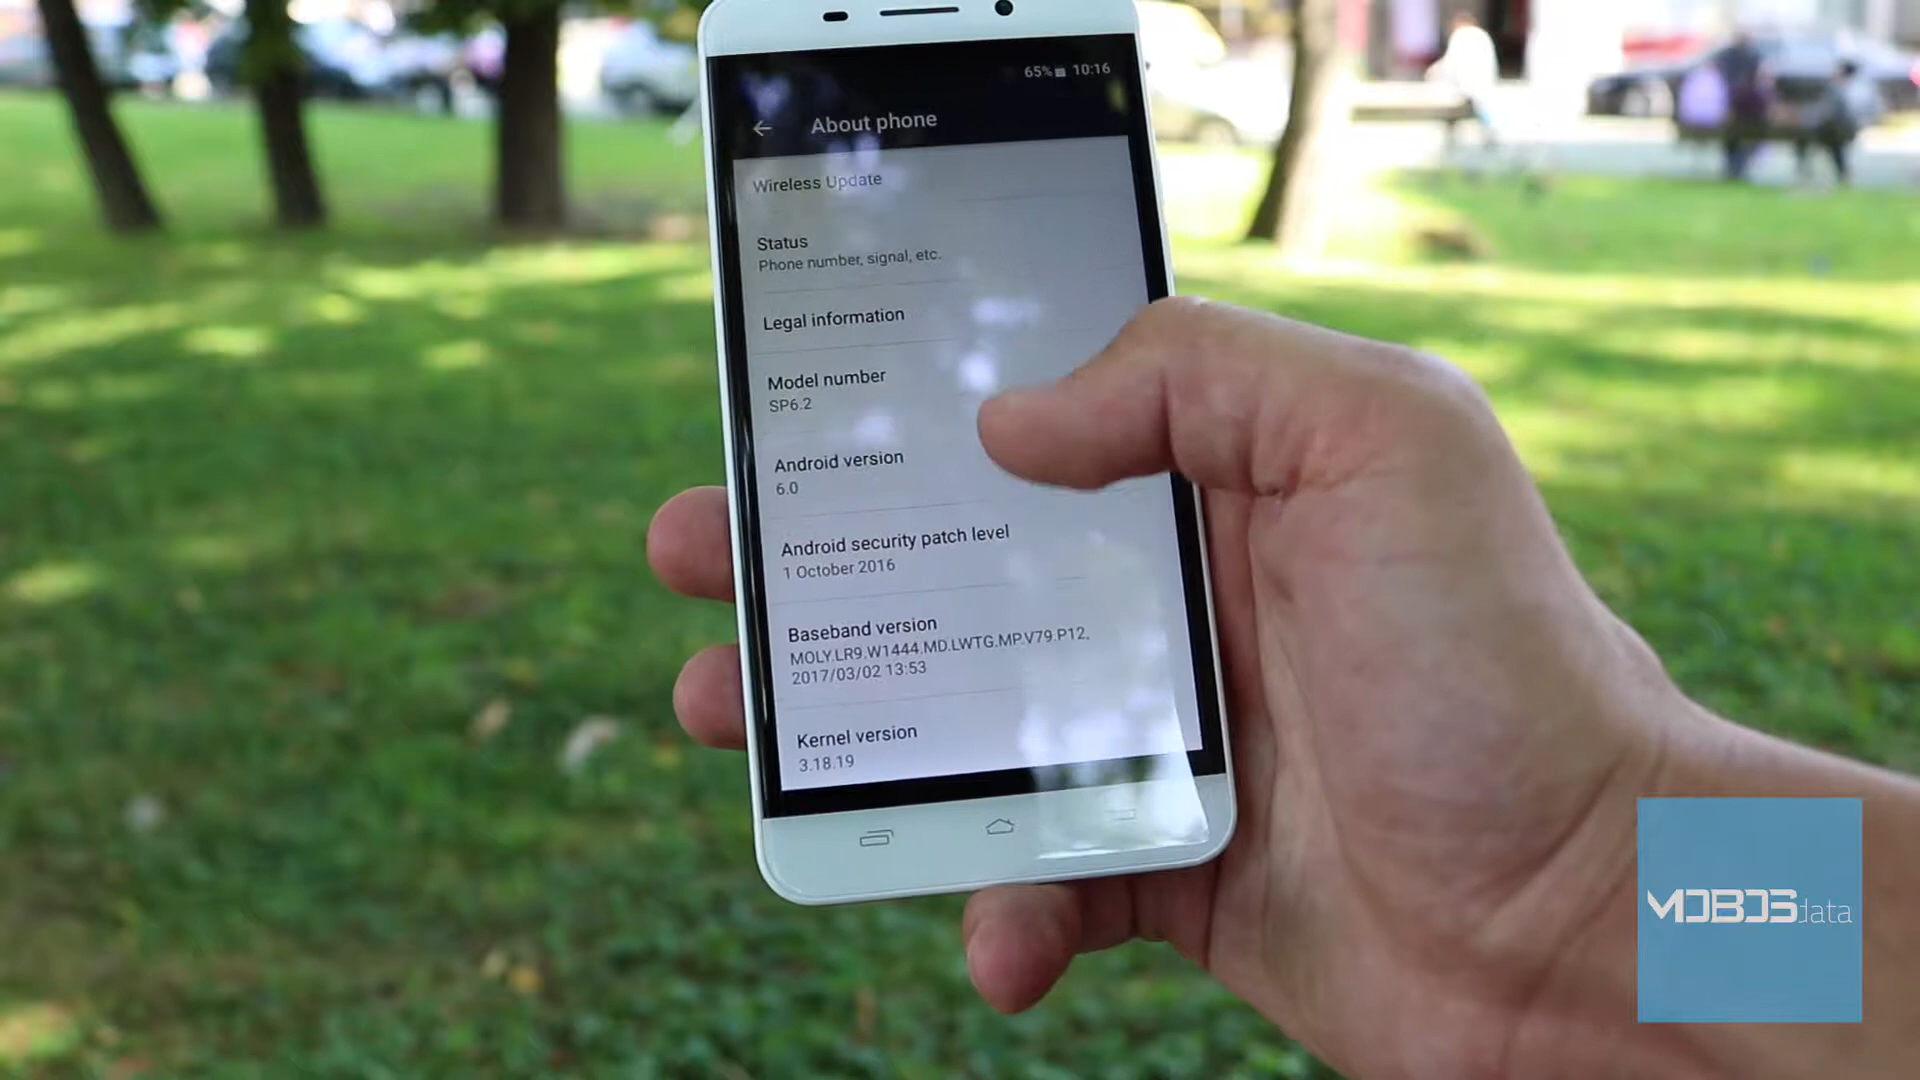 65% 10:16
About phone
Wireless Update
Status
Phone number, signal, etc.
Legal information
Model number
SP6.2
Android version
6.0
Android security patch level
1 October 2016
Baseband version
MOLY.LR9.W1444.MD.LWTG.MP.V79.P12,
2017/03/02 13:53
Kernel version
3.18.19
MOBOSdata